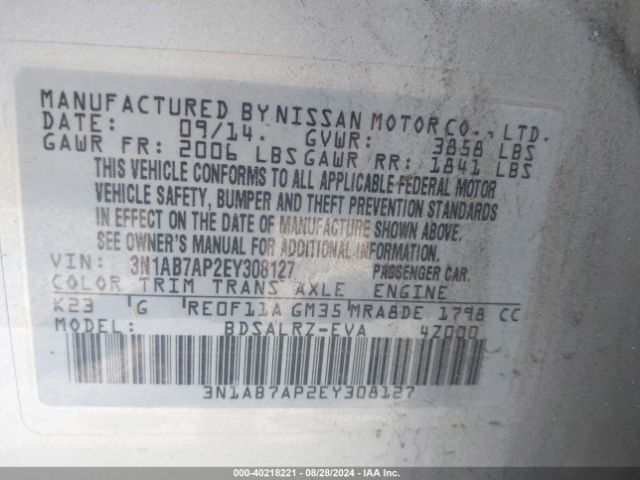 MANUFACTURED BY NISSAN MOTOR CO., LTD.
DATE: 09/14. GVWR: 3858 LBS
GAWR FR: 2006 LBS GAWR RR: 1841 LBS
THIS VEHICLE CONFORMS TO ALL APPLICABLE FEDERAL MOTOR
VEHICLE SAFETY, BUMPER AND THEFT PREVENTION STANDARDS
IN EFFECT ON THE DATE OF MANUFACTURE SHOWN ABOVE.
SEE OWNER'S MANUAL FOR ADDITIONAL INFORMATION.
VIN: 3N1AB7AP2EY308127 PASSENGER CAR.
COLOR TRIM TRANS AXLE ENGINE
K23 G RE0F11A GM35 MRA8DE 1798 CC
MODEL: BDSALRZ-EVA 4Z000
3N1AB7AP2EY308127
000-40218221 - 08/28/2024 - IAAI.COM